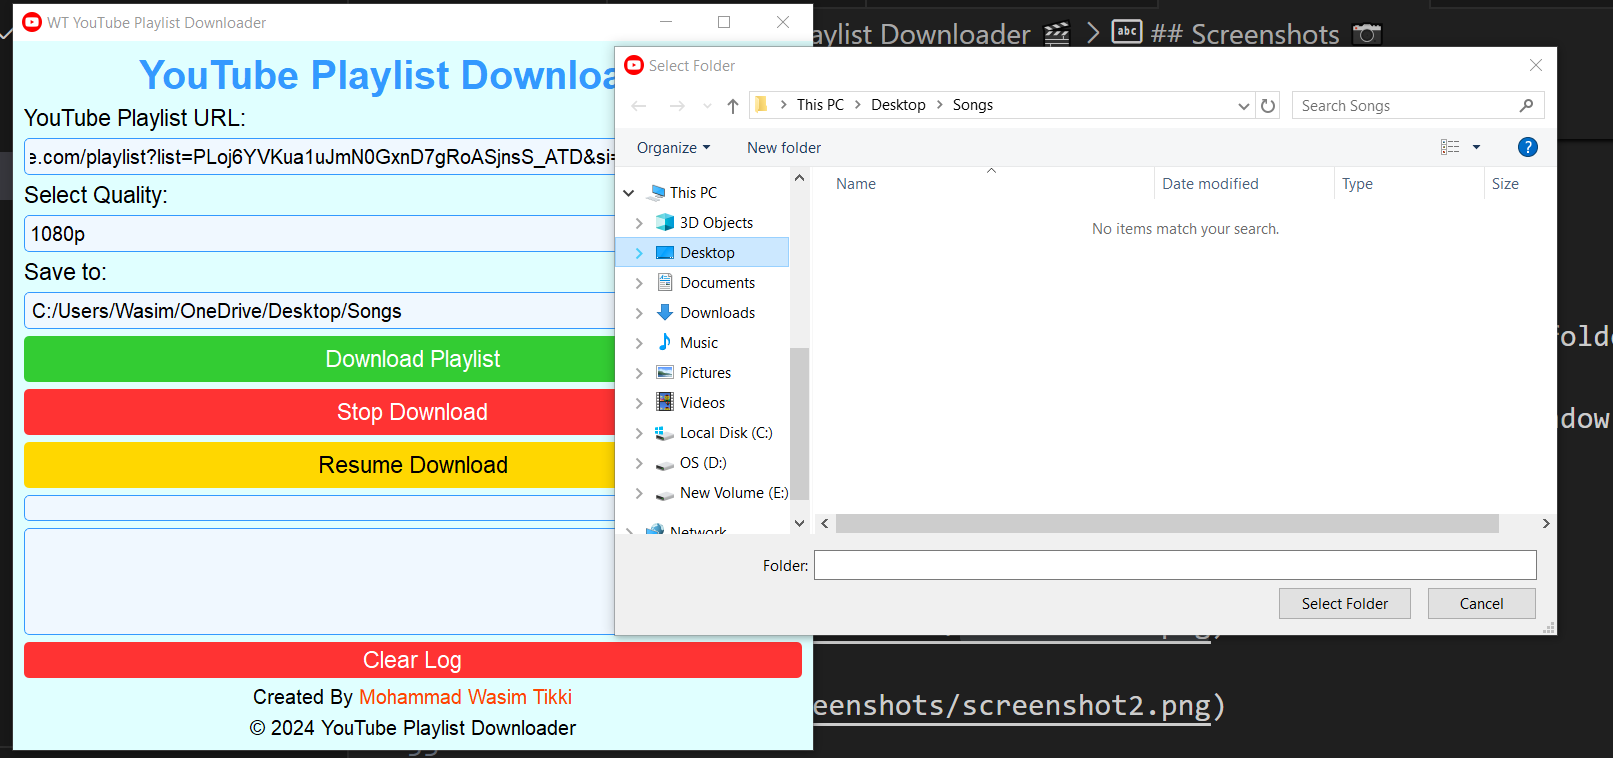 WT YouTube Playlist Downloader
YouTube Playlist
YouTube Playlist URL:
e.com/playlist?list=PLoj6YVKua1uJmN0GxnD7gRoASjnsS_ATD&si=
Select Quality:
1080p
Save to:
C:/Users/Wasim/OneDrive/Desktop/Songs
Download Playlist
Stop Download
Resume Download
Clear Log
Created By Mohammad Wasim Tikki
© 2024 YouTube Playlist Downloader
aylist Downloader 🎬 > abc ## Screenshots 📷
Select Folder
This PC > Desktop > Songs
Search Songs
Organize
New folder
?
This PC
3D Objects
Desktop
Documents
Downloads
Music
Pictures
Videos
Local Disk (C:)
OS (D:)
New Volume (E:)
Network
Name Date modified Type Size
No items match your search.
Folder:
Select Folder Cancel
eenshots/screenshot2.png)